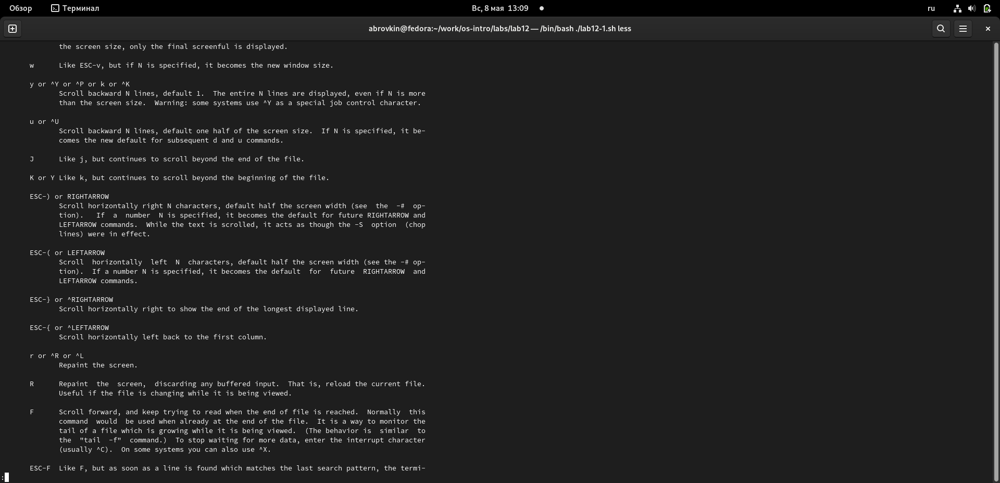 Обзор Терминал Вс, 8 мая 13:09 ru
abrovkin@fedora:~/work/os-intro/labs/lab12 — /bin/bash ./lab12-1.sh less
the screen size, only the final screenful is displayed.
w Like ESC-v, but if N is specified, it becomes the new window size.
y or ^Y or ^P or k or ^K
Scroll backward N lines, default 1. The entire N lines are displayed, even if N is more
than the screen size. Warning: some systems use ^Y as a special job control character.
u or ^U
Scroll backward N lines, default one half of the screen size. If N is specified, it be-
comes the new default for subsequent d and u commands.
J Like j, but continues to scroll beyond the end of the file.
K or Y Like k, but continues to scroll beyond the beginning of the file.
ESC-) or RIGHTARROW
Scroll horizontally right N characters, default half the screen width (see the -# op-
tion). If a number N is specified, it becomes the default for future RIGHTARROW and
LEFTARROW commands. While the text is scrolled, it acts as though the -S option (chop
lines) were in effect.
ESC-( or LEFTARROW
Scroll horizontally left N characters, default half the screen width (see the -# op-
tion). If a number N is specified, it becomes the default for future RIGHTARROW and
LEFTARROW commands.
ESC-} or ^RIGHTARROW
Scroll horizontally right to show the end of the longest displayed line.
ESC-{ or ^LEFTARROW
Scroll horizontally left back to the first column.
r or ^R or ^L
Repaint the screen.
R Repaint the screen, discarding any buffered input. That is, reload the current file.
Useful if the file is changing while it is being viewed.
F Scroll forward, and keep trying to read when the end of file is reached. Normally this
command would be used when already at the end of the file. It is a way to monitor the
tail of a file which is growing while it is being viewed. (The behavior is similar to
the "tail -f" command.) To stop waiting for more data, enter the interrupt character
(usually ^C). On some systems you can also use ^X.
ESC-F Like F, but as soon as a line is found which matches the last search pattern, the termi-
: